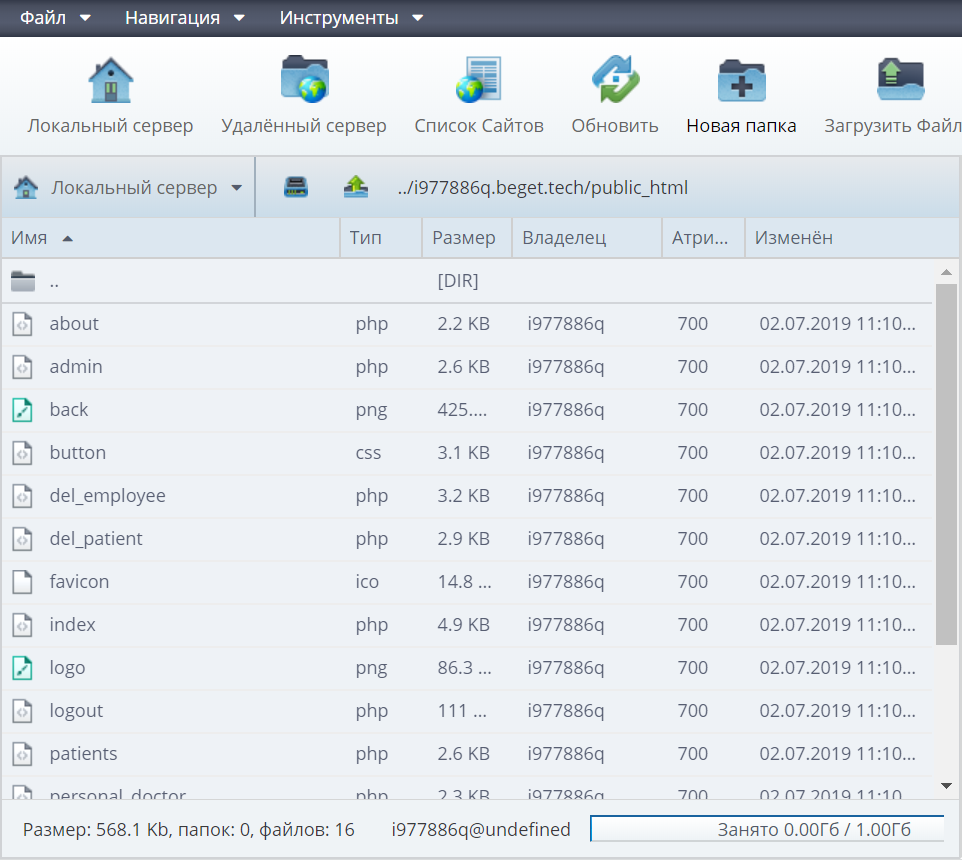 Файл Навигация Инструменты
Локальный сервер Удалённый сервер Список Сайтов Обновить Новая папка Загрузить Файл
Локальный сервер ../i977886q.beget.tech/public_html
Имя Тип Размер Владелец Атри... Изменён
.. [DIR]
about php 2.2 KB i977886q 700 02.07.2019 11:10...
admin php 2.6 KB i977886q 700 02.07.2019 11:10...
back png 425.... i977886q 700 02.07.2019 11:10...
button css 3.1 KB i977886q 700 02.07.2019 11:10...
del_employee php 3.2 KB i977886q 700 02.07.2019 11:10...
del_patient php 2.9 KB i977886q 700 02.07.2019 11:10...
favicon ico 14.8 ... i977886q 700 02.07.2019 11:10...
index php 4.9 KB i977886q 700 02.07.2019 11:10...
logo png 86.3 ... i977886q 700 02.07.2019 11:10...
logout php 111 ... i977886q 700 02.07.2019 11:10...
patients php 2.6 KB i977886q 700 02.07.2019 11:10...
personal_doctor php 2.3 KB i977886q 700 02.07.2019 11:10...
Размер: 568.1 Kb, папок: 0, файлов: 16 i977886q@undefined Занято 0.00Гб / 1.00Гб